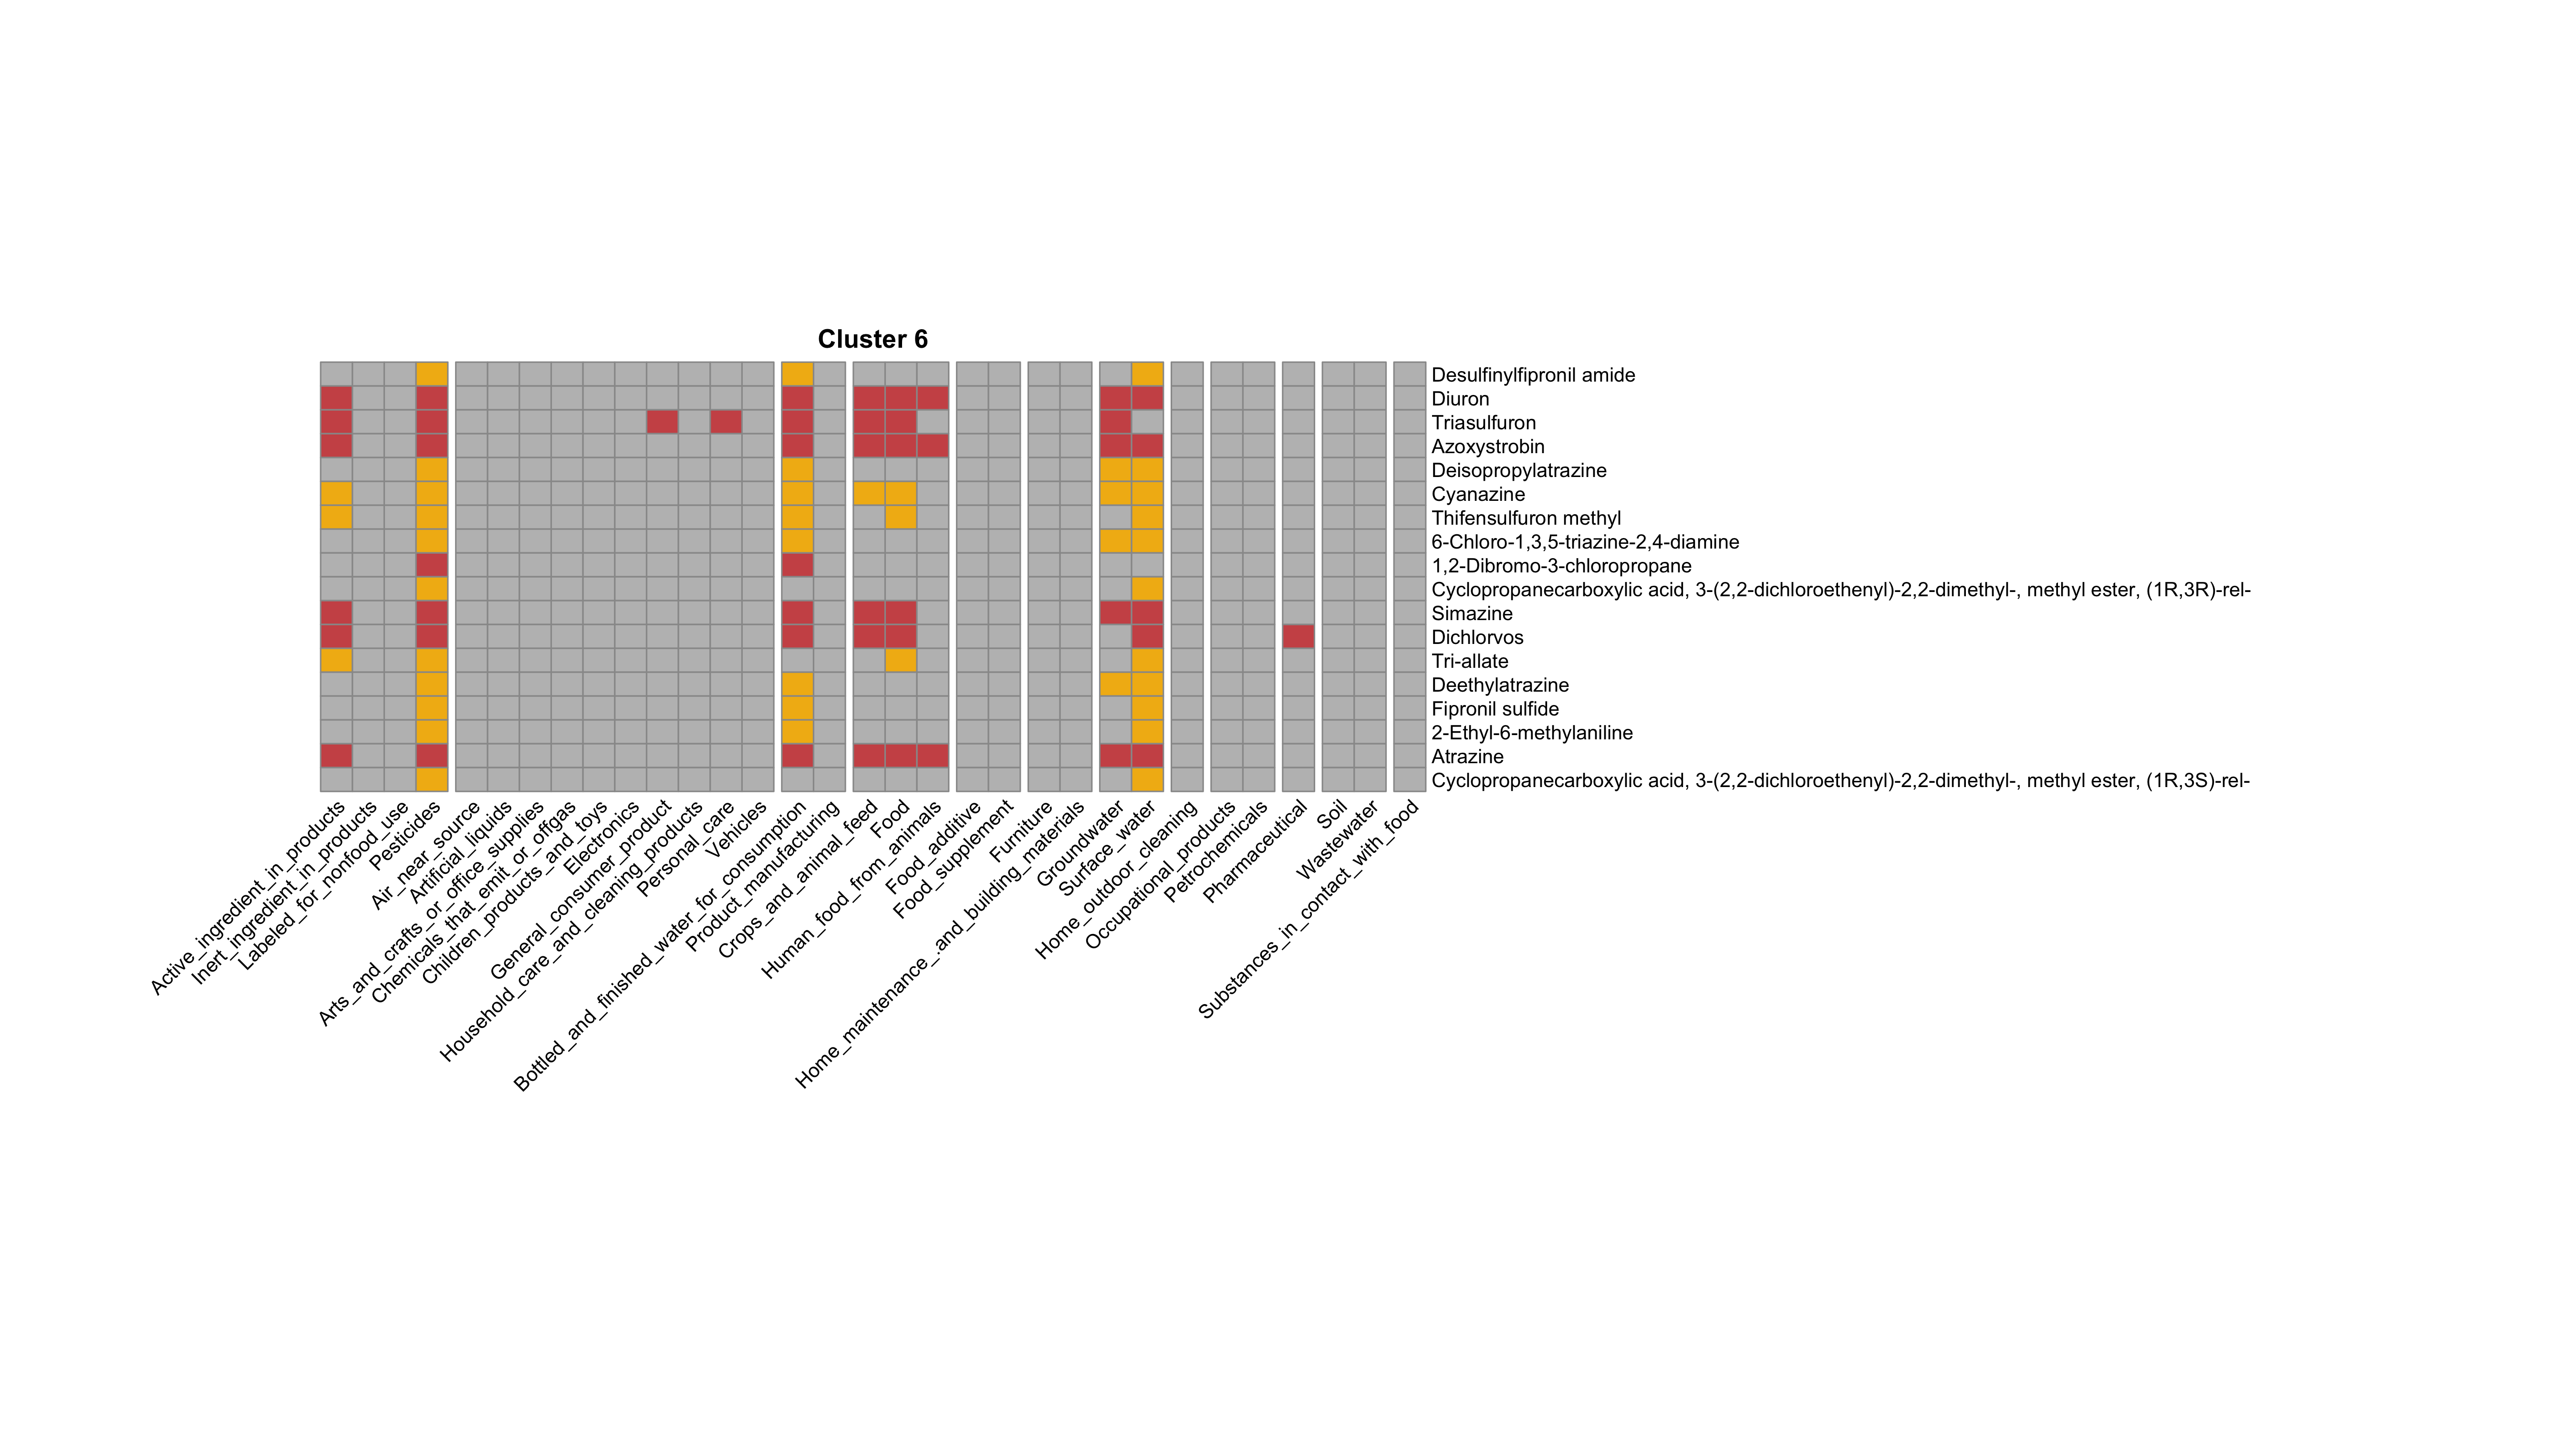 Cluster 6
Desulfinylfipronil amide
Diuron
Triasulfuron
Azoxystrobin
Deisopropylatrazine
Cyanazine
Thifensulfuron methyl
6-Chloro-1,3,5-triazine-2,4-diamine
1,2-Dibromo-3-chloropropane
Cyclopropanecarboxylic acid, 3-(2,2-dichloroethenyl)-2,2-dimethyl-, methyl ester, (1R,3R)-rel-
Simazine
Dichlorvos
Tri-allate
Deethylatrazine
Fipronil sulfide
2-Ethyl-6-methylaniline
Atrazine
Cyclopropanecarboxylic acid, 3-(2,2-dichloroethenyl)-2,2-dimethyl-, methyl ester, (1R,3S)-rel-
Active_ingredient_in_products
Inert_ingredient_in_products
Labeled_for_nonfood_use
Pesticides
Air_near_source
Artificial_liquids
Arts_and_crafts_or_office_supplies
Chemicals_that_emit_or_offgas
Children_products_and_toys
Electronics
General_consumer_product
Household_care_and_cleaning_products
Personal_care
Vehicles
Bottled_and_finished_water_for_consumption
Product_manufacturing
Crops_and_animal_feed
Food
Human_food_from_animals
Food_additive
Food_supplement
Furniture
Home_maintenance_.and_building_materials
Groundwater
Surface_water
Home_outdoor_cleaning
Occupational_products
Petrochemicals
Pharmaceutical
Soil
Wastewater
Substances_in_contact_with_food